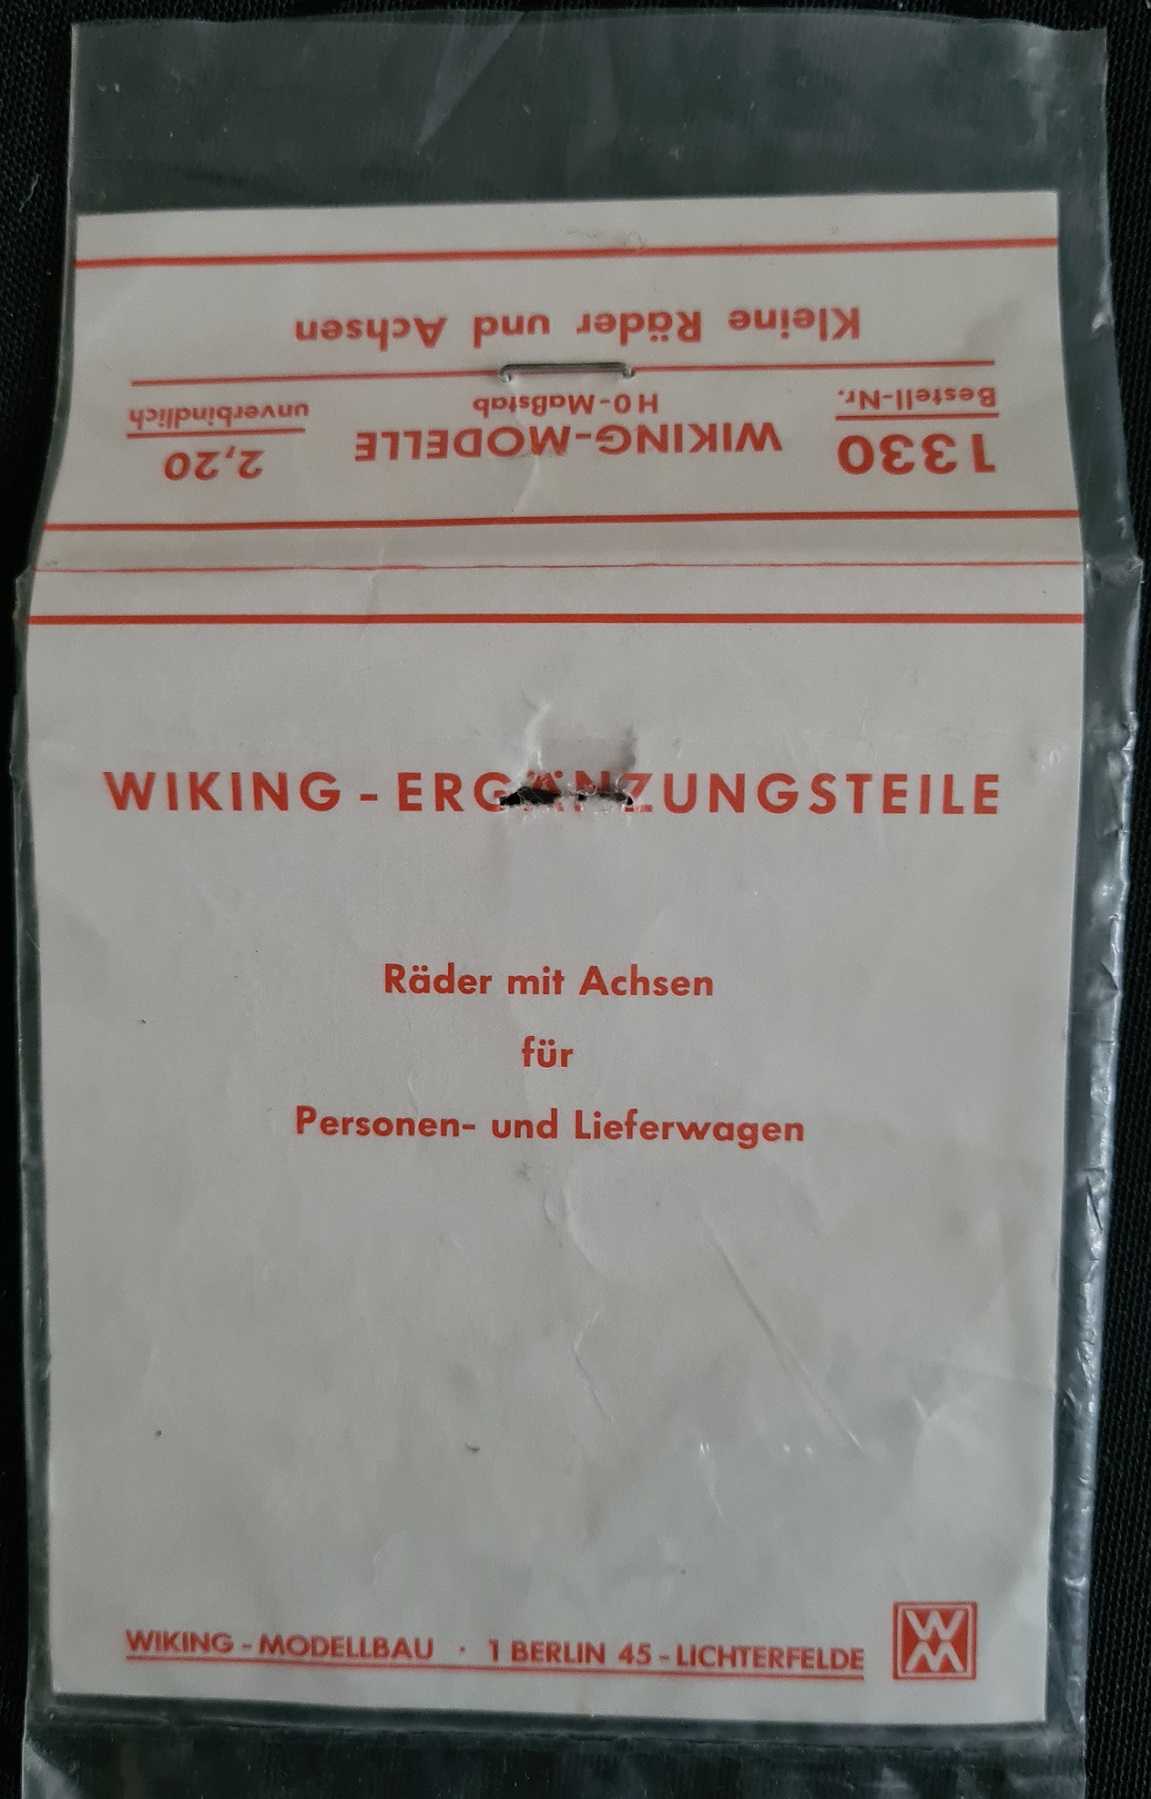 Kleine Räder und Achsen
Bestell-Nr.
1330
H0-Maßstab
WIKING-MODELLE
unverbindlich
2,20
WIKING - ERGÄNZUNGSTEILE
Räder mit Achsen
für
Personen- und Lieferwagen
WIKING - MODELLBAU · 1 BERLIN 45 - LICHTERFELDE
WM